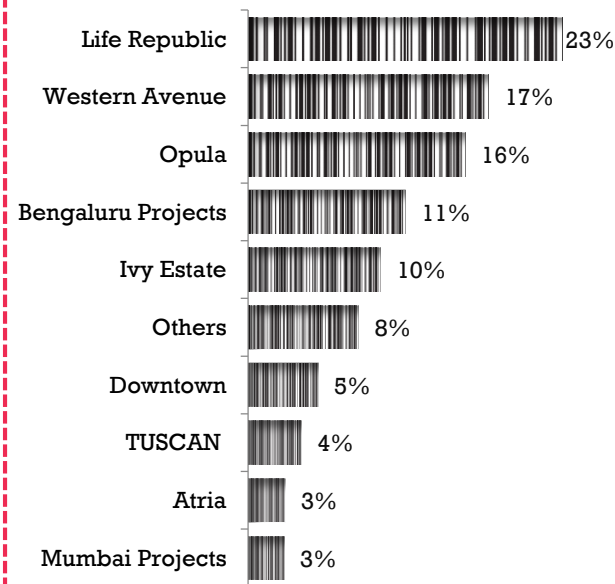 Life Republic 23%
Western Avenue 17%
Opula 16%
Bengaluru Projects 11%
Ivy Estate 10%
Others 8%
Downtown 5%
TUSCAN 4%
Atria 3%
Mumbai Projects 3%